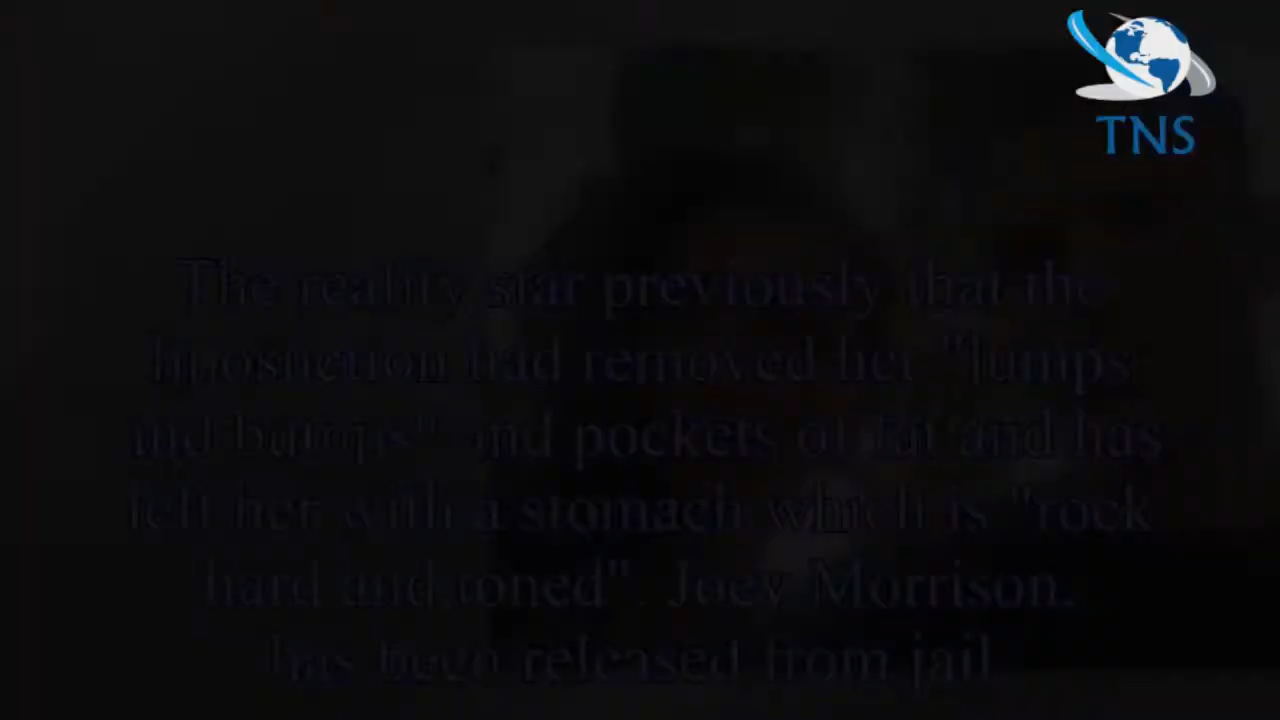 TNS
The reality star previously that the
liposuction had removed her "lumps
and bumps" and pockets of fat and has
left her with a stomach which is "rock
hard and toned". Joey Morrison,
has been released from jail